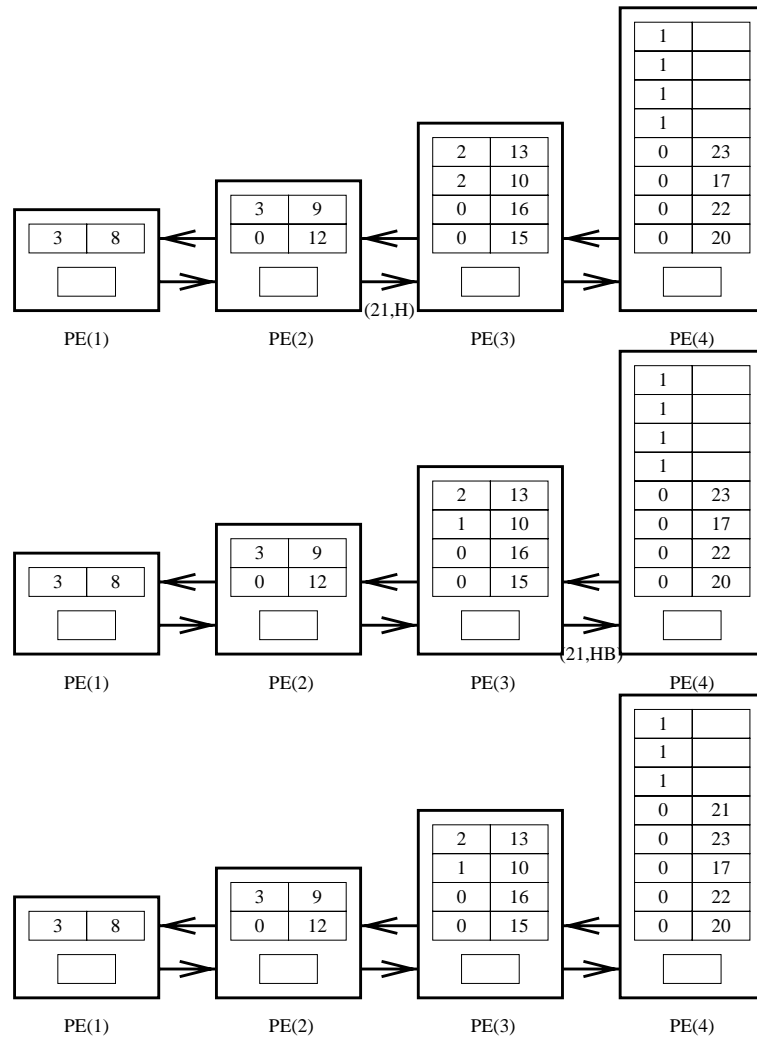 1
1
1
1
2 13 0 23
2 10 0 17
3 9 0 16 0 22
3 8 0 12 0 15 0 20
(21,H)
PE(1) PE(2) PE(3) PE(4)
1
1
1
1
2 13 0 23
1 10 0 17
3 9 0 16 0 22
3 8 0 12 0 15 0 20
(21,HB)
PE(1) PE(2) PE(3) PE(4)
1
1
1
0 21
2 13 0 23
1 10 0 17
3 9 0 16 0 22
3 8 0 12 0 15 0 20
PE(1) PE(2) PE(3) PE(4)